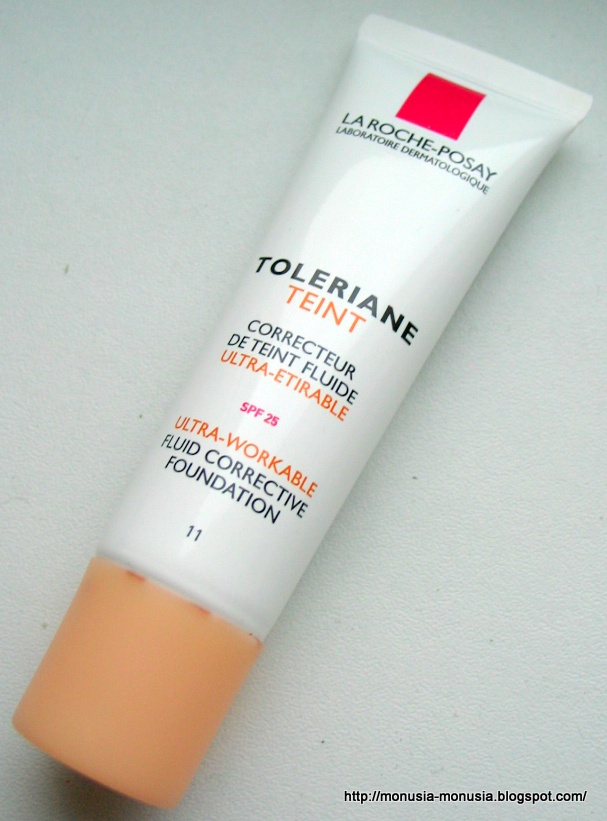 LA ROCHE-POSAY
LABORATOIRE DERMATOLOGIQUE
TOLERIANE
TEINT
CORRECTEUR
DE TEINT FLUIDE
ULTRA-ETIRABLE
SPF 25
ULTRA-WORKABLE
FLUID CORRECTIVE
FOUNDATION
11
http://monusia-monusia.blogspot.com/